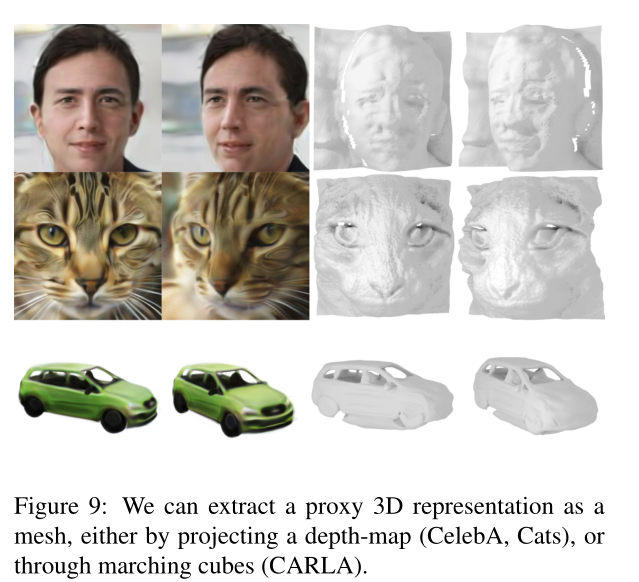 Figure 9: We can extract a proxy 3D representation as a
mesh, either by projecting a depth-map (CelebA, Cats), or
through marching cubes (CARLA).